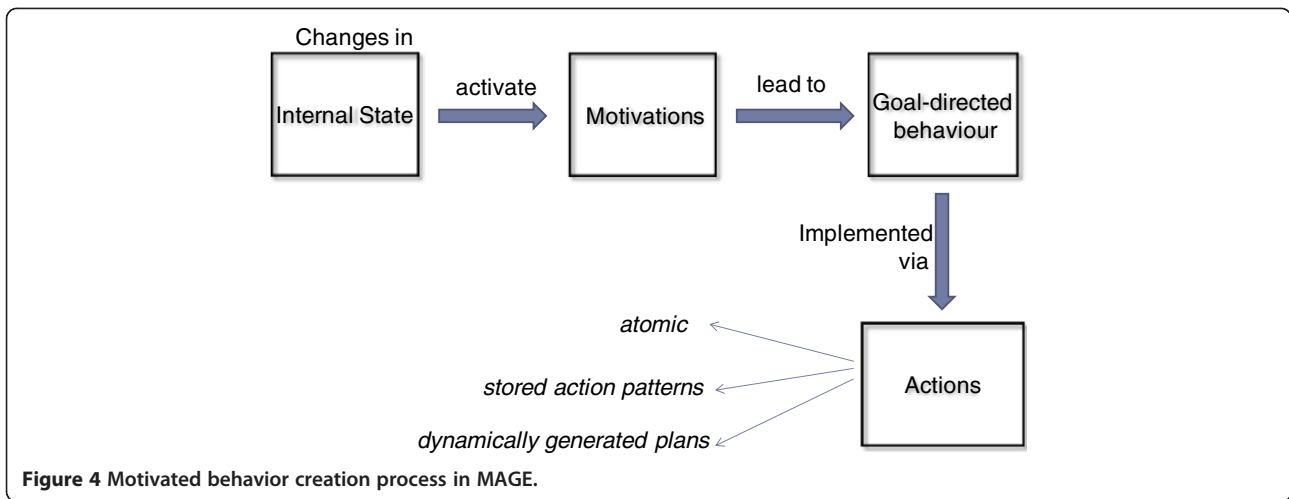 Changes in
Internal State
activate
Motivations
lead to
Goal-directed
behaviour
Implemented
via
atomic
stored action patterns
dynamically generated plans
Actions
Figure 4 Motivated behavior creation process in MAGE.